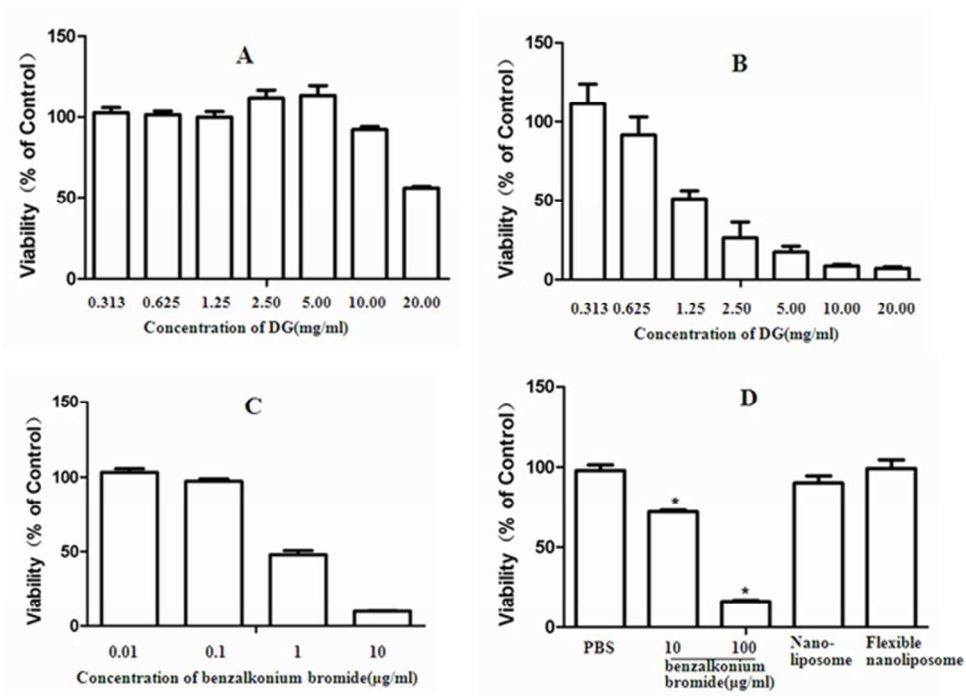 A
Viability (% of Control)
150
100
50
0
0.313 0.625 1.25 2.50 5.00 10.00 20.00
Concentration of DG(mg/ml)
B
Viability (% of Control)
150
100
50
0
0.313 0.625 1.25 2.50 5.00 10.00 20.00
Concentration of DG(mg/ml)
C
Viability (% of Control)
150
100
50
0
0.01 0.1 1 10
Concentration of benzalkonium bromide(μg/ml)
D
Viability (% of Control)
150
100
50
0
*
*
PBS 10 100 Nano- Flexible
liposome nanoliposome
benzalkonium
bromide(μg/ml)